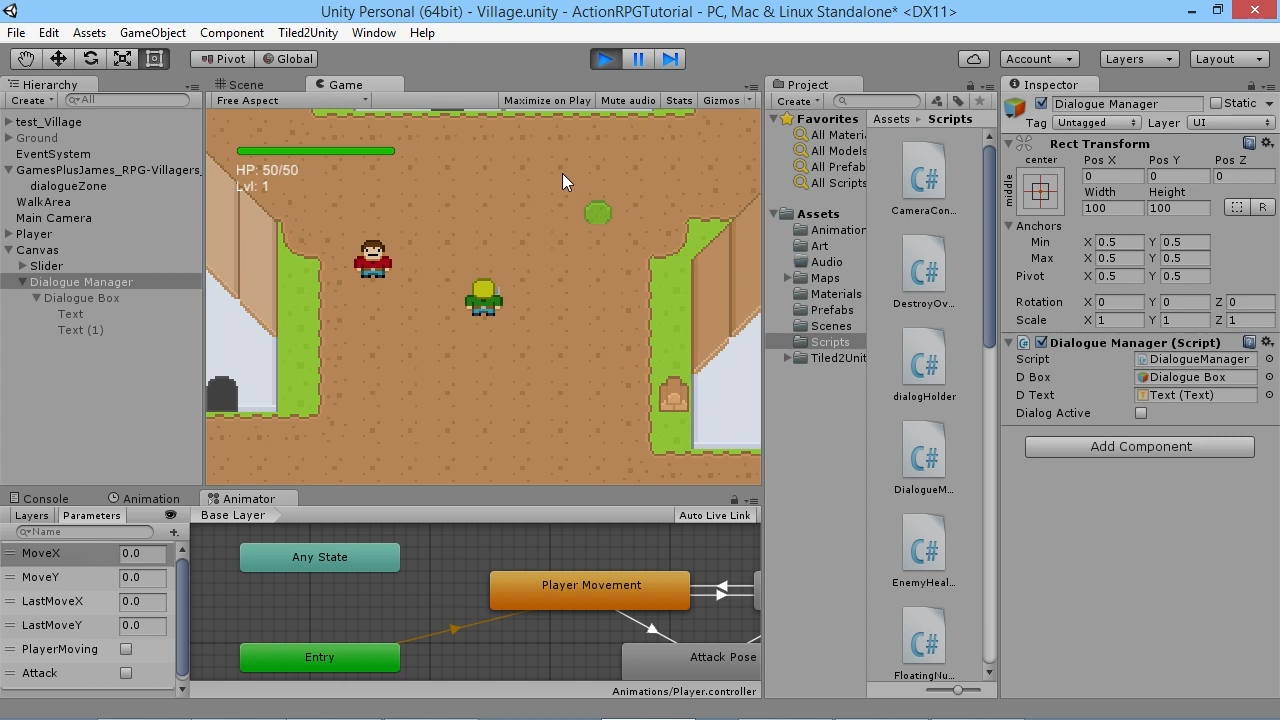 Unity Personal (64bit) - Village.unity - ActionRPGTutorial - PC, Mac & Linux Standalone* <DX11>
File Edit Assets GameObject Component Tiled2Unity Window Help
Pivot Global Account Layers Layout
Hierarchy
Create All
test_Village
Ground
EventSystem
GamesPlusJames_RPG-Villagers_
dialogueZone
WalkArea
Main Camera
Player
Canvas
Slider
Dialogue Manager
Dialogue Box
Text
Text (1)
Scene Game
Free Aspect Maximize on Play Mute audio Stats Gizmos
HP: 50/50
Lvl: 1
Console Animation Animator
Layers Parameters
Name
MoveX 0.0
MoveY 0.0
LastMoveX 0.0
LastMoveY 0.0
PlayerMoving
Attack
Base Layer Auto Live Link
Any State
Player Movement
Entry
Attack Pose
Animations/Player.controller
Project
Create
Favorites
All Materi
All Models
All Prefab
All Scripts
Assets
Animation
Art
Audio
Maps
Materials
Prefabs
Scenes
Scripts
Tiled2Unit
Assets Scripts
C#
CameraCon...
C#
DestroyOv...
C#
dialogHolder
C#
DialogueM...
C#
EnemyHeal...
C#
FloatingNu...
Inspector
Dialogue Manager Static
Tag Untagged Layer UI
Rect Transform
center Pos X Pos Y Pos Z
middle 0 0 0
Width Height
100 100 R
Anchors
Min X 0.5 Y 0.5
Max X 0.5 Y 0.5
Pivot X 0.5 Y 0.5
Rotation X 0 Y 0 Z 0
Scale X 1 Y 1 Z 1
Dialogue Manager (Script)
Script DialogueManager
D Box Dialogue Box
D Text Text (Text)
Dialog Active
Add Component